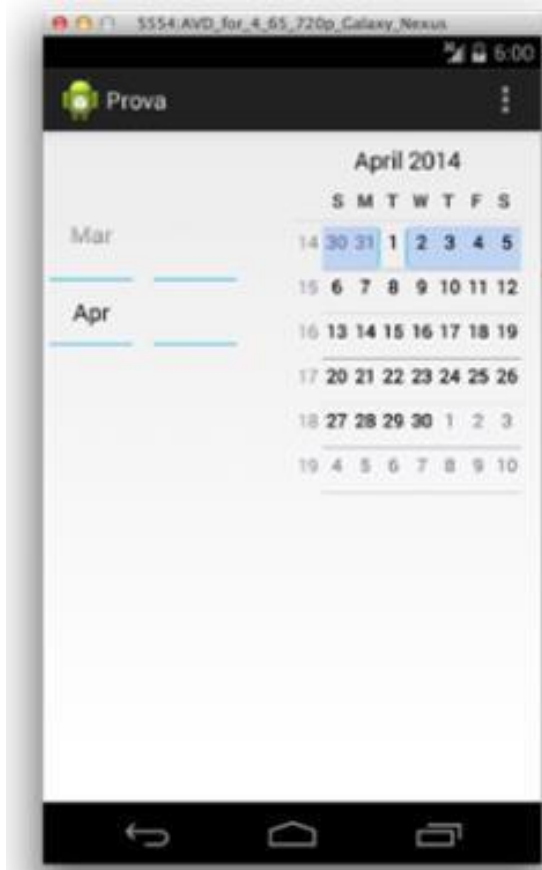 5554:AVD_for_4_65_720p_Galaxy_Nexus
3G 6:00
Prova
April 2014
S M T W T F S
Mar
14 30 31 1 2 3 4 5
15 6 7 8 9 10 11 12
Apr
16 13 14 15 16 17 18 19
17 20 21 22 23 24 25 26
18 27 28 29 30 1 2 3
19 4 5 6 7 8 9 10